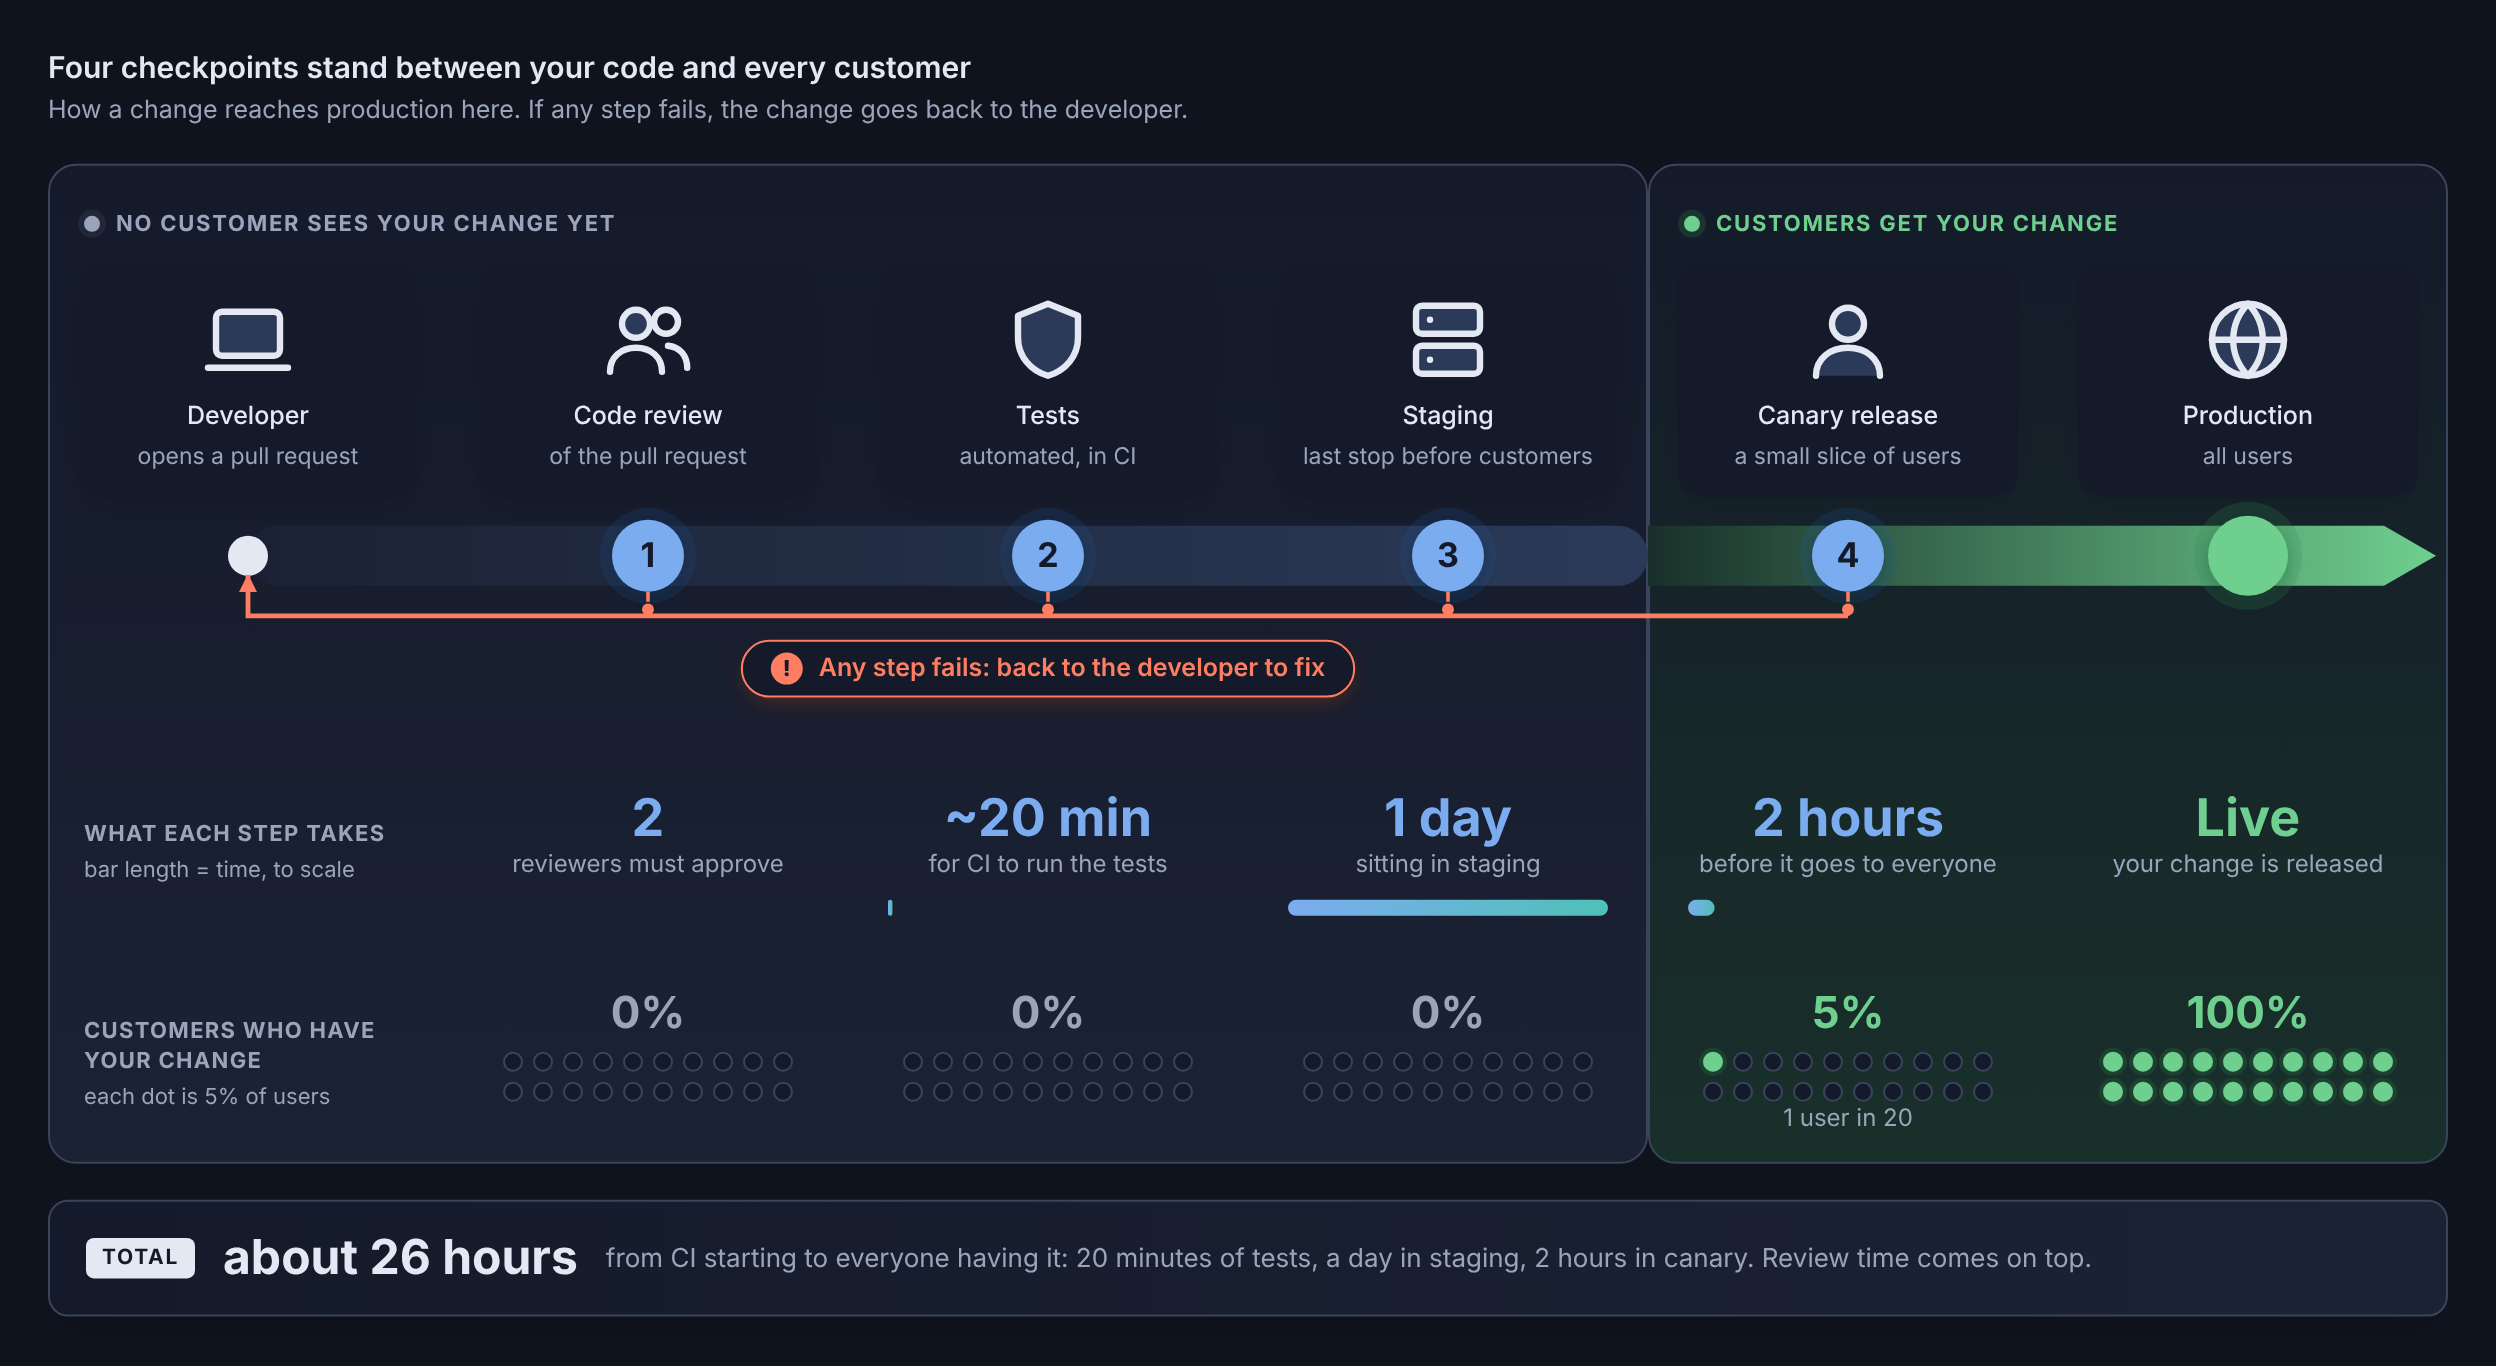 Four checkpoints stand between your code and every customer
How a change reaches production here. If any step fails, the change goes back to the developer.
NO CUSTOMER SEES YOUR CHANGE YET
CUSTOMERS GET YOUR CHANGE
Developer
opens a pull request
Code review
of the pull request
Tests
automated, in CI
Staging
last stop before customers
Canary release
a small slice of users
Production
all users
1
2
3
4
! Any step fails: back to the developer to fix
WHAT EACH STEP TAKES
bar length = time, to scale
2
reviewers must approve
~20 min
for CI to run the tests
1 day
sitting in staging
2 hours
before it goes to everyone
Live
your change is released
CUSTOMERS WHO HAVE
YOUR CHANGE
each dot is 5% of users
0%
0%
0%
5%
1 user in 20
100%
TOTAL about 26 hours from CI starting to everyone having it: 20 minutes of tests, a day in staging, 2 hours in canary. Review time comes on top.